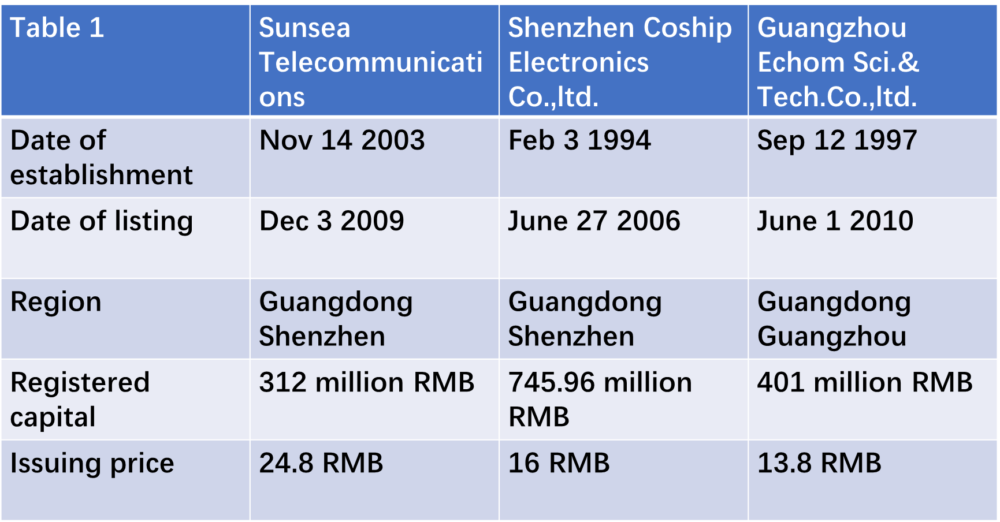 Table 1
Sunsea
Telecommunicati
ons
Shenzhen Coship
Electronics
Co.,ltd.
Guangzhou
Echom Sci.&
Tech.Co.,ltd.
Date of
establishment
Nov 14 2003
Feb 3 1994
Sep 12 1997
Date of listing
Dec 3 2009
June 27 2006
June 1 2010
Region
Guangdong
Shenzhen
Guangdong
Shenzhen
Guangdong
Guangzhou
Registered
capital
312 million RMB
745.96 million
RMB
401 million RMB
Issuing price
24.8 RMB
16 RMB
13.8 RMB